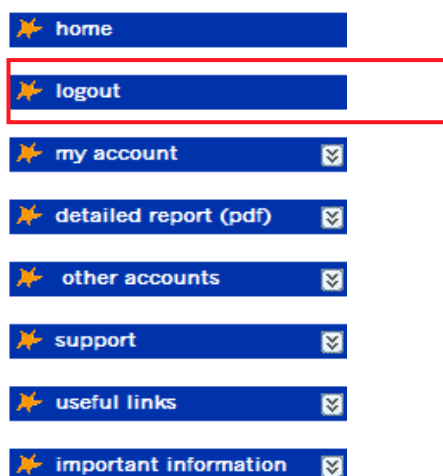 home
logout
my account
detailed report (pdf)
other accounts
support
useful links
important information